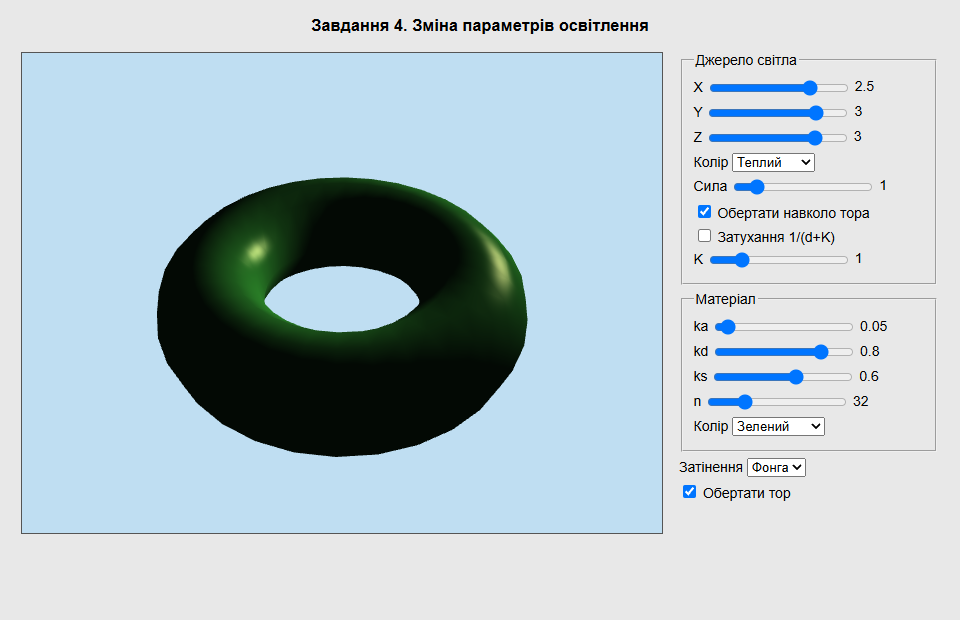 Завдання 4. Зміна параметрів освітлення
Джерело світла
X 2.5
Y 3
Z 3
Колір Теплий
Сила 1
Обертати навколо тора
Затухання 1/(d+K)
K 1
Матеріал
ka 0.05
kd 0.8
ks 0.6
n 32
Колір Зелений
Затінення Фонга
Обертати тор